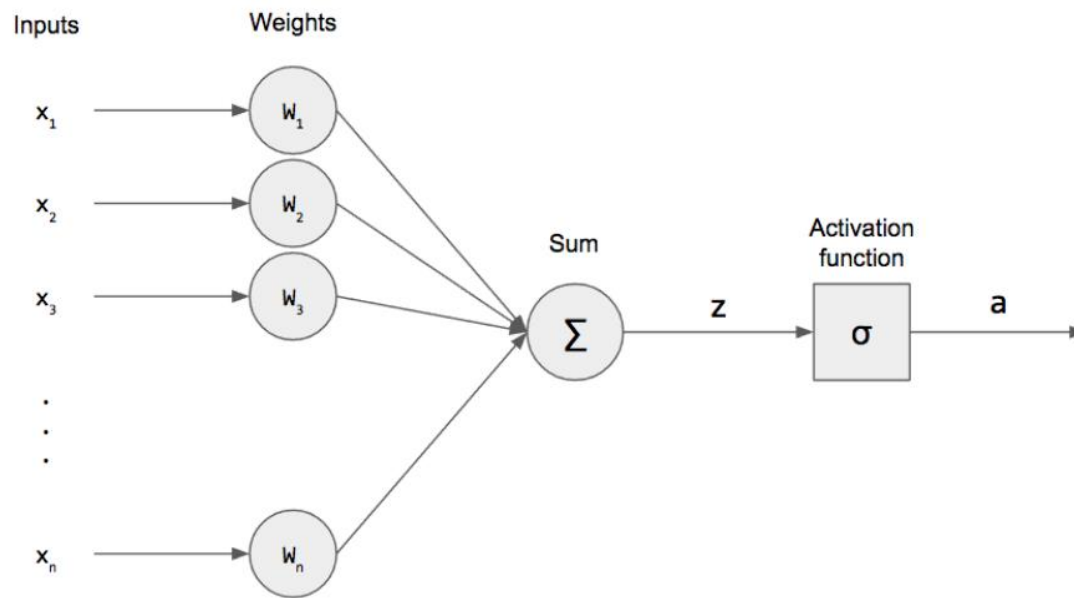 Inputs
Weights
x₁
W₁
x₂
W₂
x₃
W₃
.
.
.
xₙ
Wₙ
Sum
Σ
z
Activation
function
σ
a